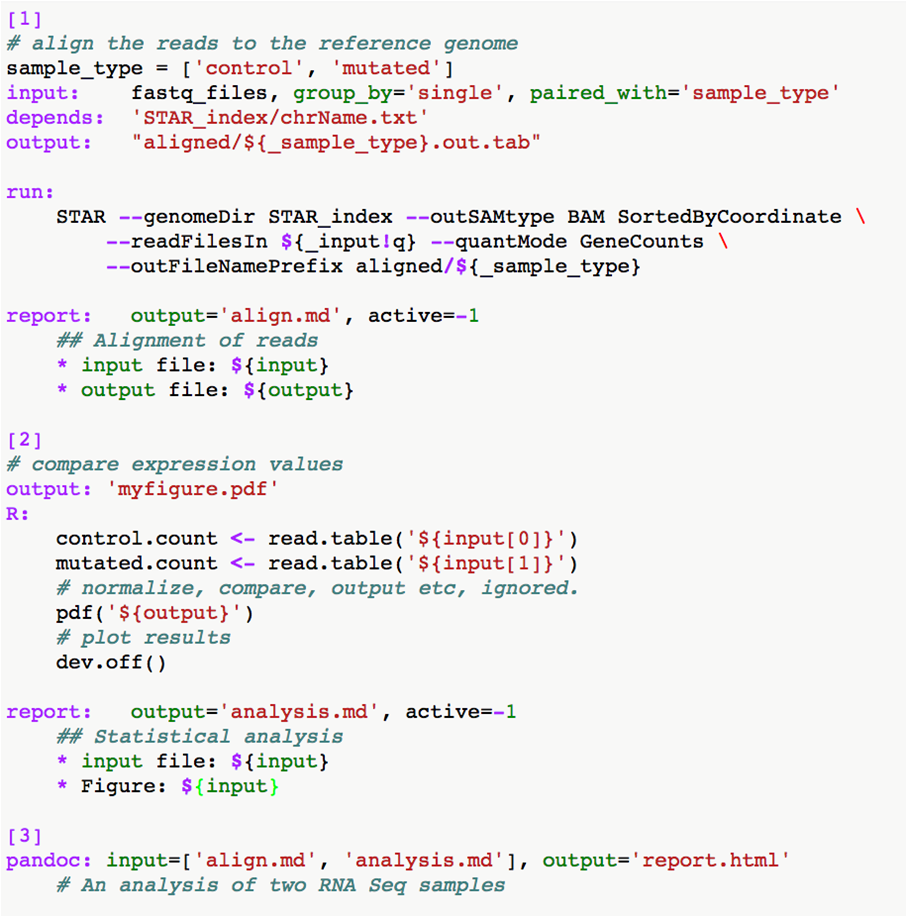 [1]
# align the reads to the reference genome
sample_type = ['control', 'mutated']
input:    fastq_files, group_by='single', paired_with='sample_type'
depends:  'STAR_index/chrName.txt'
output:   "aligned/${_sample_type}.out.tab"

run:
    STAR --genomeDir STAR_index --outSAMtype BAM SortedByCoordinate \
        --readFilesIn ${_input!q} --quantMode GeneCounts \
        --outFileNamePrefix aligned/${_sample_type}

report:   output='align.md', active=-1
    ## Alignment of reads
    * input file: ${input}
    * output file: ${output}

[2]
# compare expression values
output: 'myfigure.pdf'
R:
    control.count <- read.table('${input[0]}')
    mutated.count <- read.table('${input[1]}')
    # normalize, compare, output etc, ignored.
    pdf('${output}')
    # plot results
    dev.off()

report:   output='analysis.md', active=-1
    ## Statistical analysis
    * input file: ${input}
    * Figure: ${input}

[3]
pandoc: input=['align.md', 'analysis.md'], output='report.html'
    # An analysis of two RNA Seq samples